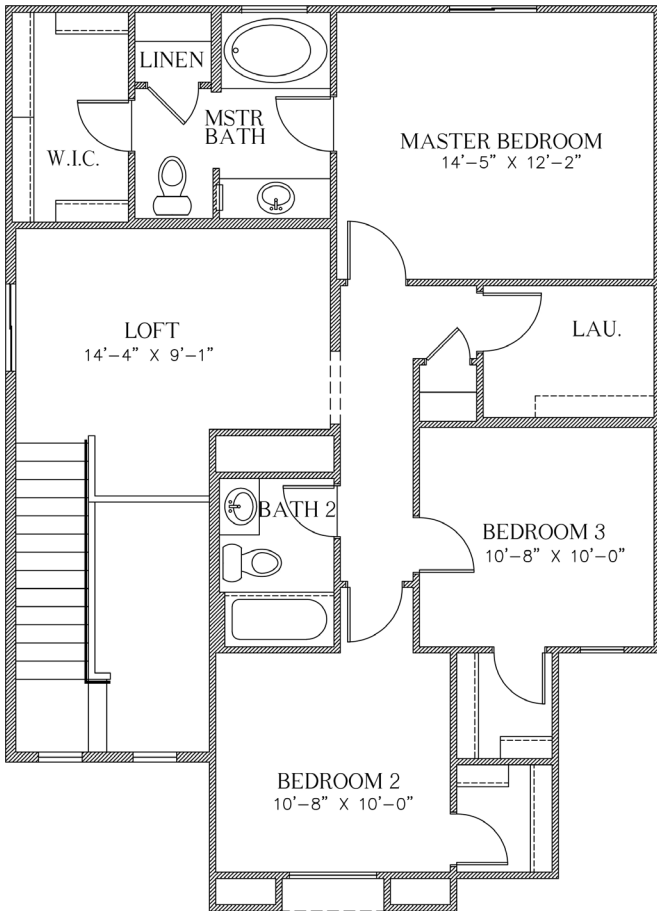 LINEN
MSTR
BATH
W.I.C.
MASTER BEDROOM
14'-5" X 12'-2"
LOFT
14'-4" X 9'-1"
LAU.
BATH 2
BEDROOM 3
10'-8" X 10'-0"
BEDROOM 2
10'-8" X 10'-0"